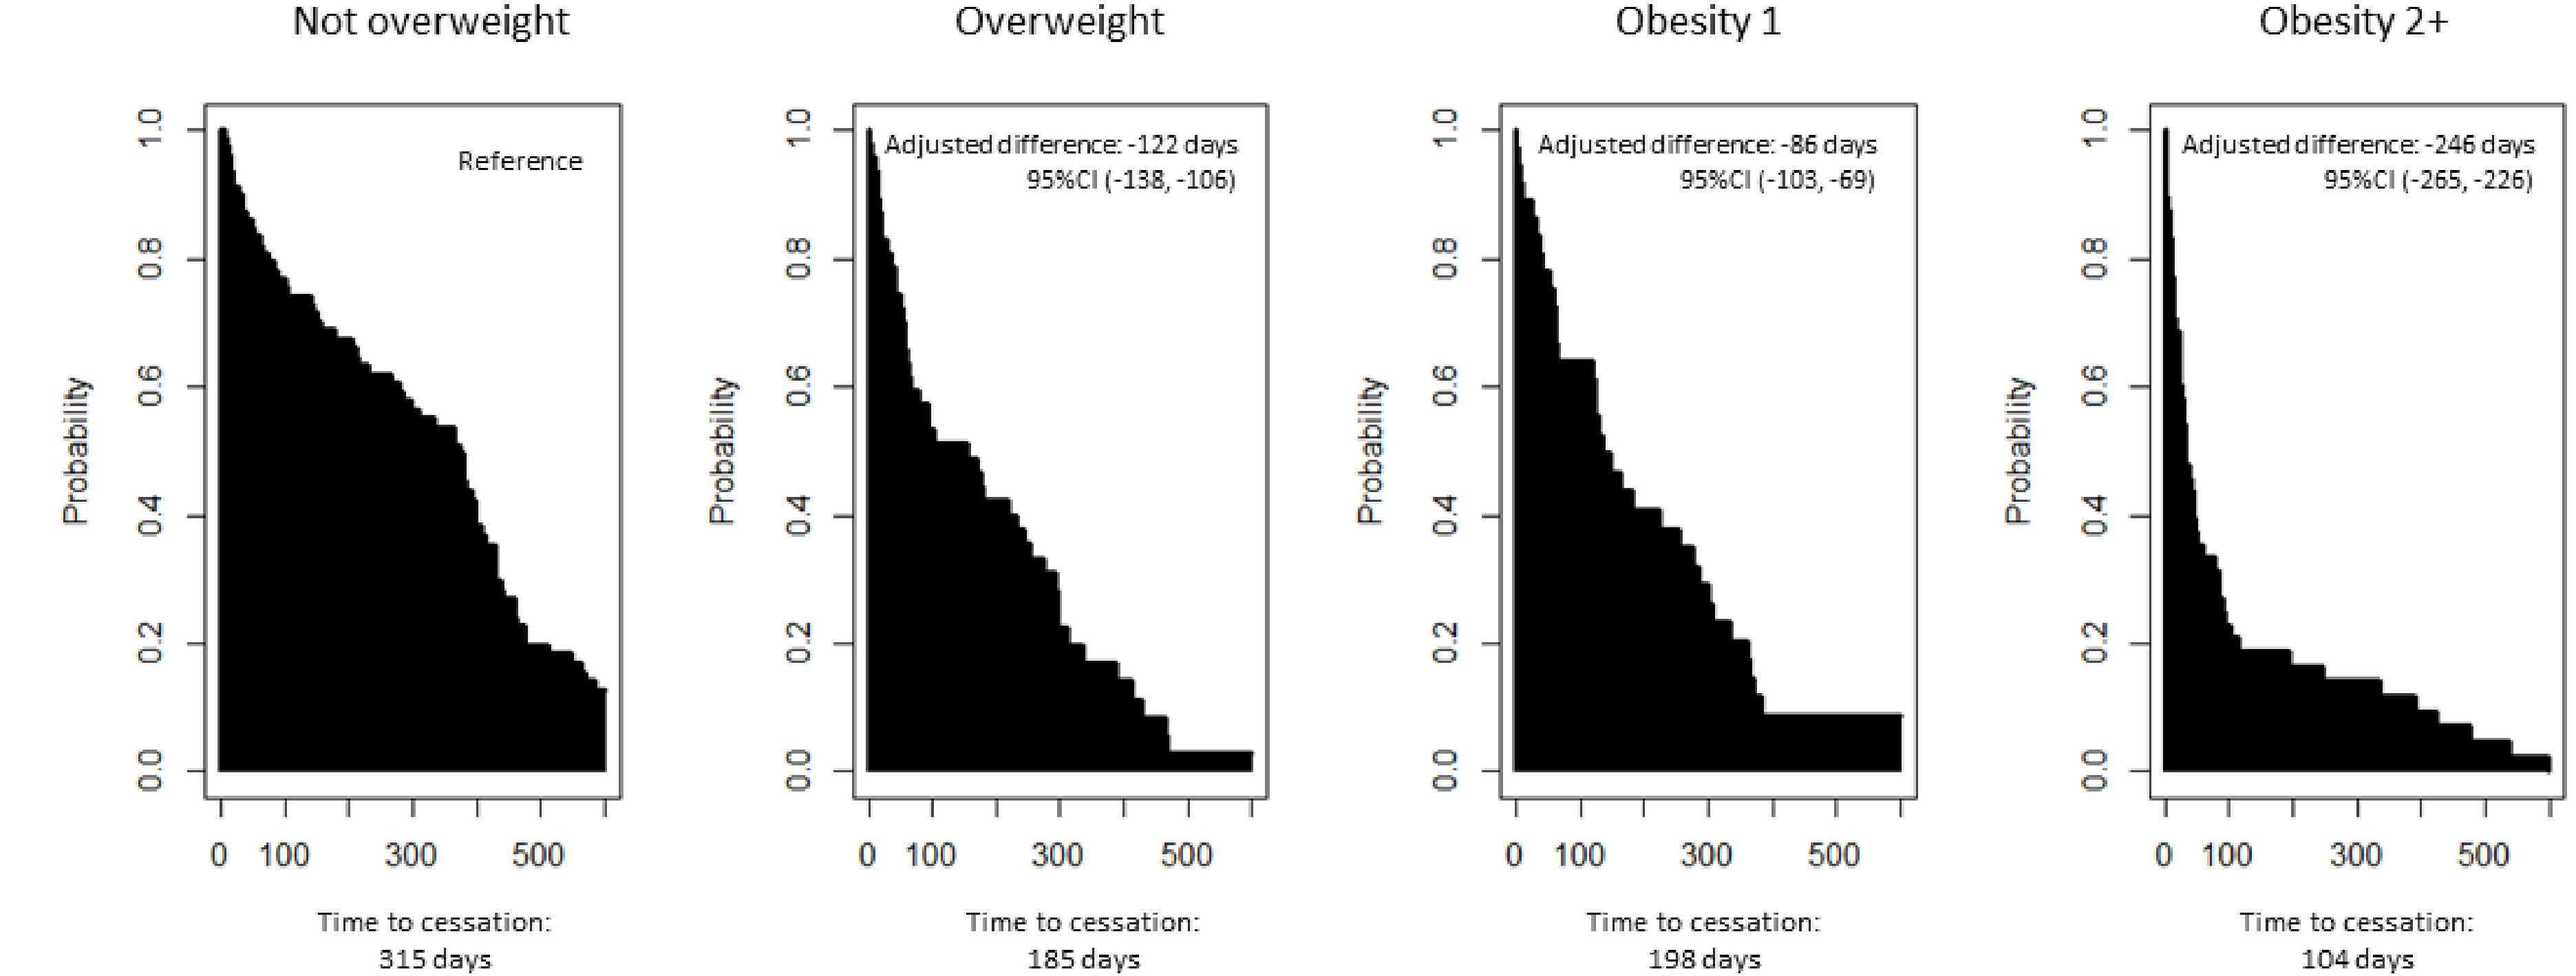 Not overweight
Overweight
Obesity 1
Obesity 2+
Probability
1.0
0.8
0.6
0.4
0.2
0.0
Reference
0 100 300 500
Time to cessation:
315 days
Probability
1.0
0.8
0.6
0.4
0.2
0.0
Adjusted difference: -122 days
95%CI (-138, -106)
0 100 300 500
Time to cessation:
185 days
Probability
1.0
0.8
0.6
0.4
0.2
0.0
Adjusted difference: -86 days
95%CI (-103, -69)
0 100 300 500
Time to cessation:
198 days
Probability
1.0
0.8
0.6
0.4
0.2
0.0
Adjusted difference: -246 days
95%CI (-265, -226)
0 100 300 500
Time to cessation:
104 days